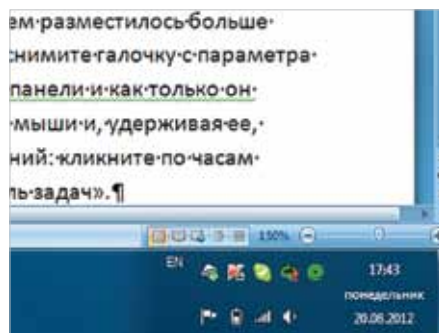 ем·разместилось·больше·
снимите·галочку·с·параметра·
панели·и·как·только·он·
мыши·и,·удерживая·ее,·
ний:·кликните·по·часам·
ль·задач».¶
150%
EN
17:43
понедельник
20.08.2012